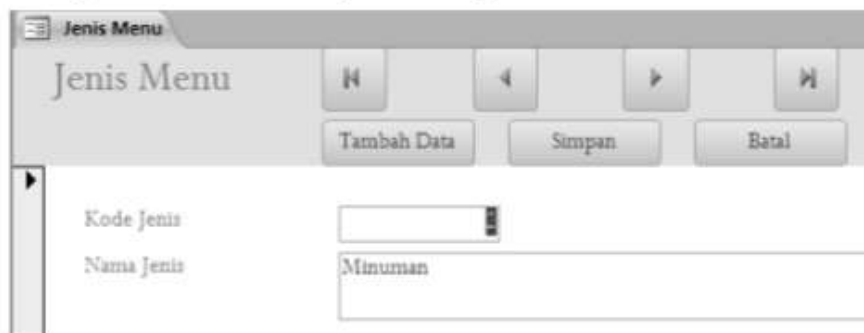 Jenis Menu
Jenis Menu
Tambah Data Simpan Batal
Kode Jenis
Nama Jenis Minuman